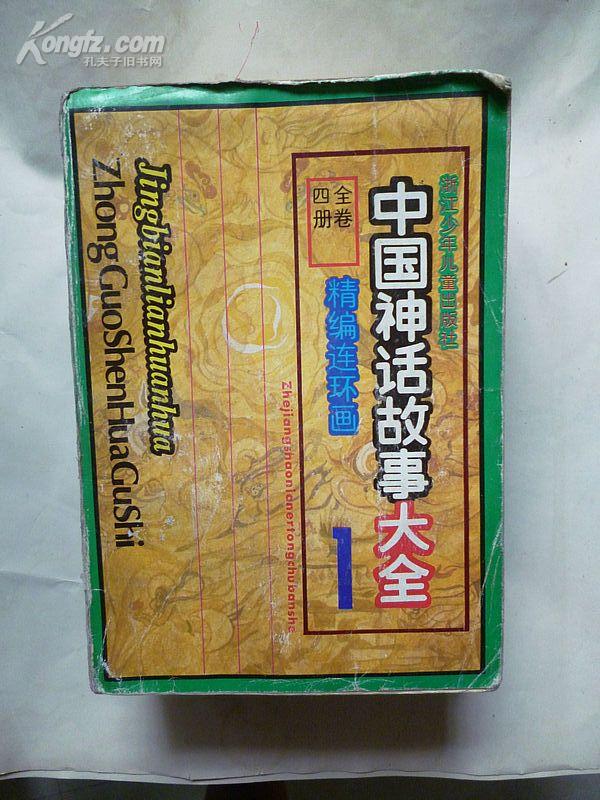 Kongfz.com
孔夫子旧书网
浙江少年儿童出版社
中国神话故事大全
全卷
四册
精编连环画
1
Zhejiangshaonianertongchubanshe
Jingbianlianhuanhua
ZhongGuoShenHuaGuShi